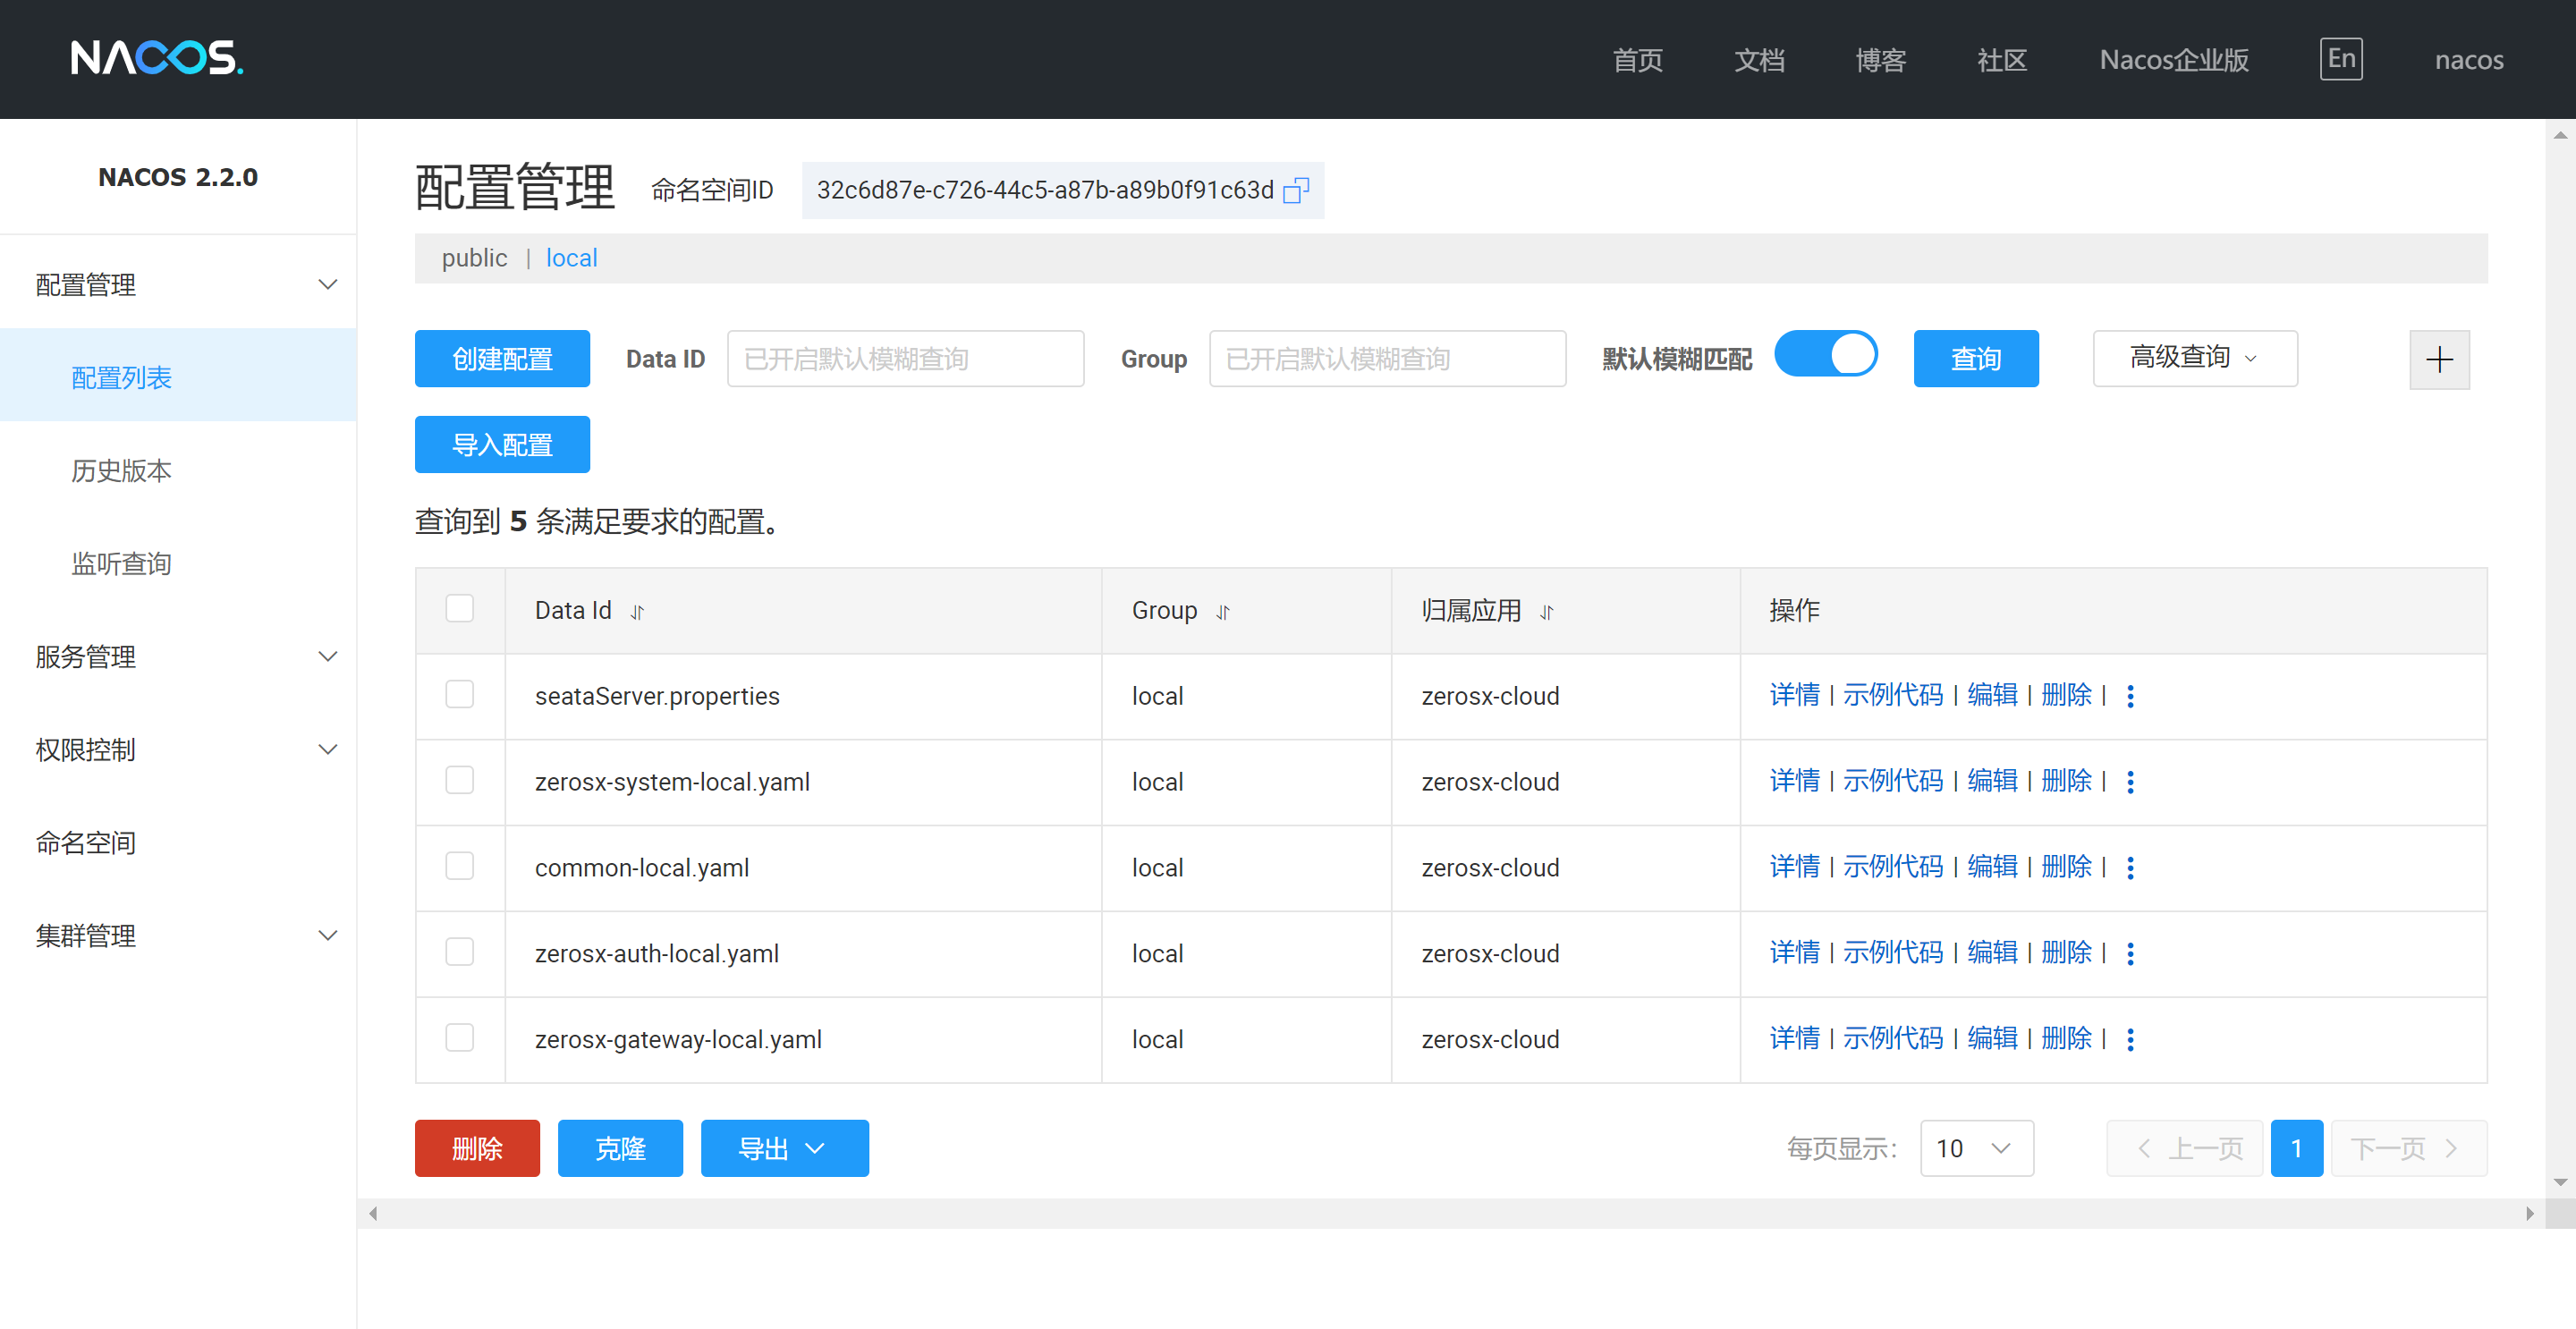 NACOS.
首页 文档 博客 社区 Nacos企业版 En nacos
NACOS 2.2.0
配置管理
配置列表
历史版本
监听查询
服务管理
权限控制
命名空间
集群管理
配置管理 命名空间ID 32c6d87e-c726-44c5-a87b-a89b0f91c63d
public | local
创建配置 Data ID 已开启默认模糊查询 Group 已开启默认模糊查询 默认模糊匹配 查询 高级查询
导入配置
查询到 5 条满足要求的配置。
Data Id Group 归属应用 操作
seataServer.properties local zerosx-cloud 详情 | 示例代码 | 编辑 | 删除 |
zerosx-system-local.yaml local zerosx-cloud 详情 | 示例代码 | 编辑 | 删除 |
common-local.yaml local zerosx-cloud 详情 | 示例代码 | 编辑 | 删除 |
zerosx-auth-local.yaml local zerosx-cloud 详情 | 示例代码 | 编辑 | 删除 |
zerosx-gateway-local.yaml local zerosx-cloud 详情 | 示例代码 | 编辑 | 删除 |
删除 克隆 导出 每页显示: 10 上一页 1 下一页